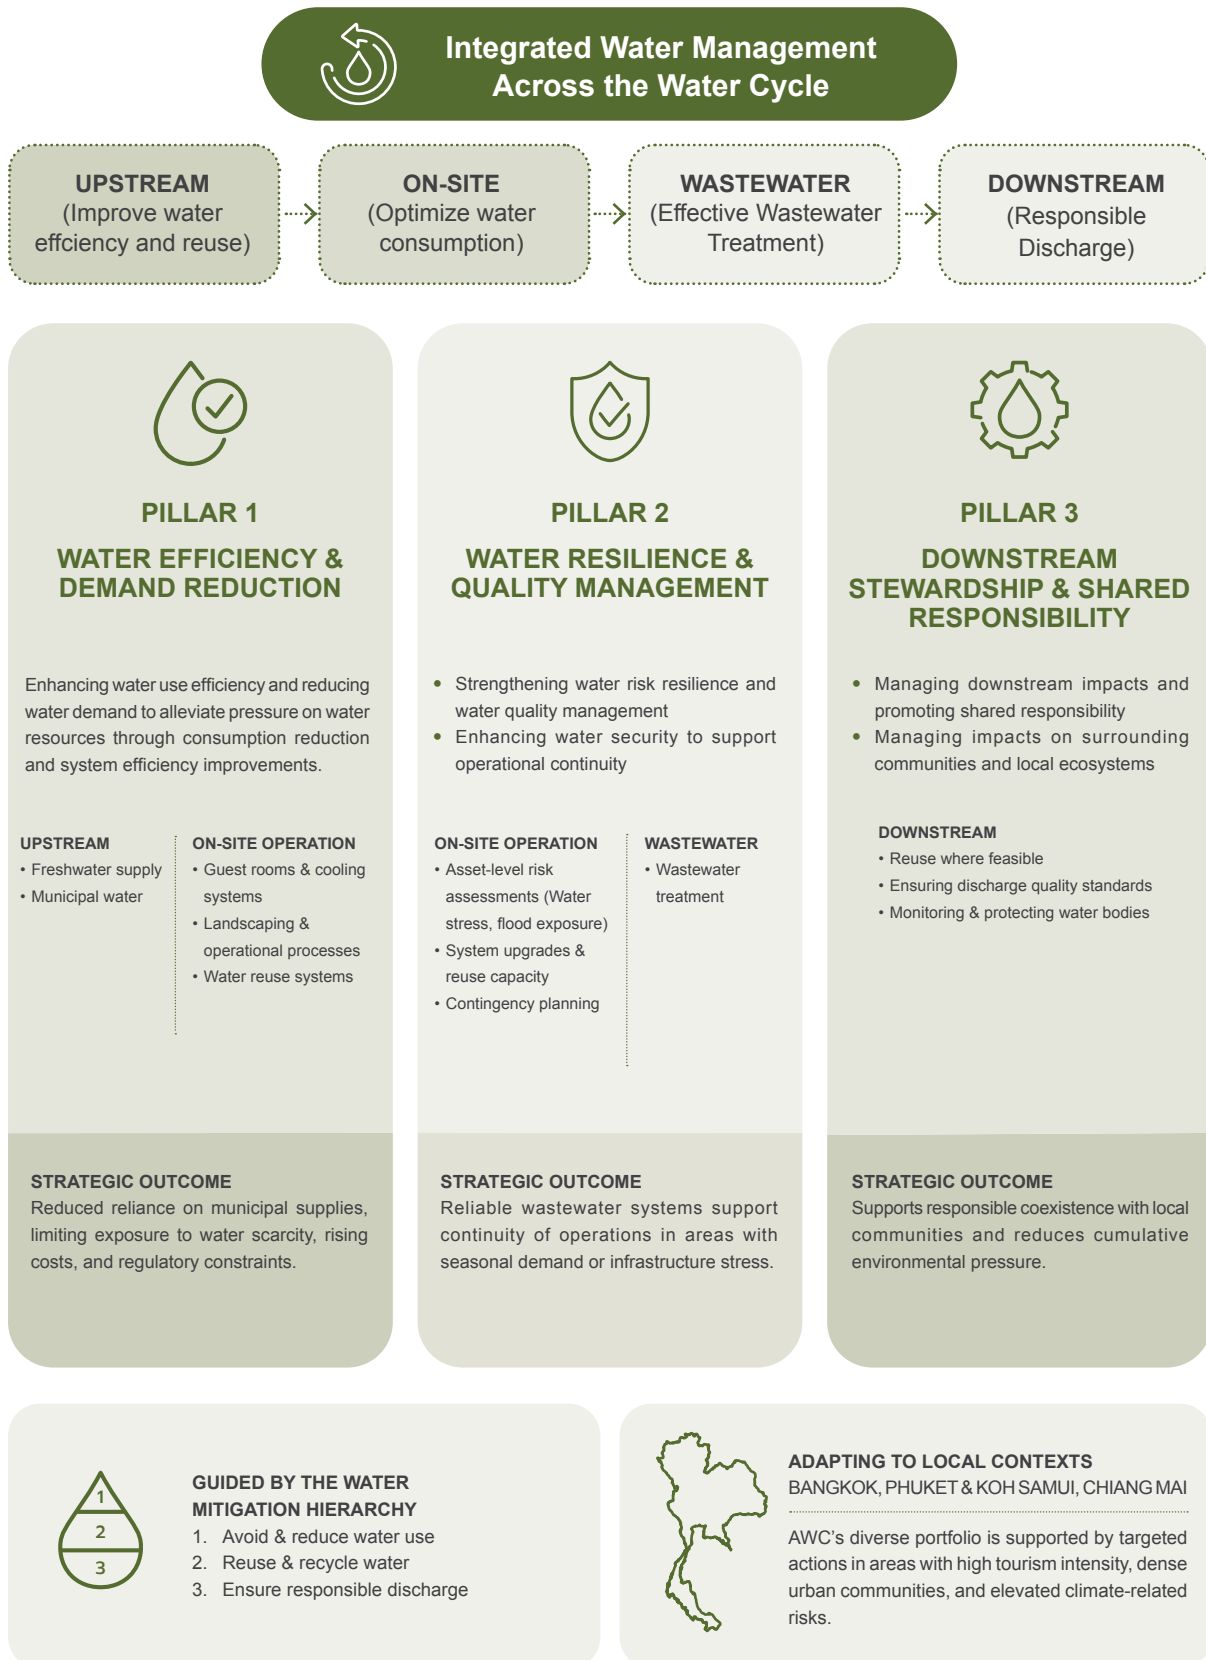 Integrated Water Management
Across the Water Cycle
UPSTREAM
(Improve water
effciency and reuse)
ON-SITE
(Optimize water
consumption)
WASTEWATER
(Effective Wastewater
Treatment)
DOWNSTREAM
(Responsible
Discharge)
PILLAR 1
WATER EFFICIENCY &
DEMAND REDUCTION
Enhancing water use efficiency and reducing
water demand to alleviate pressure on water
resources through consumption reduction
and system efficiency improvements.
UPSTREAM
• Freshwater supply
• Municipal water
ON-SITE OPERATION
• Guest rooms & cooling
systems
• Landscaping &
operational processes
• Water reuse systems
STRATEGIC OUTCOME
Reduced reliance on municipal supplies,
limiting exposure to water scarcity, rising
costs, and regulatory constraints.
PILLAR 2
WATER RESILIENCE &
QUALITY MANAGEMENT
• Strengthening water risk resilience and
water quality management
• Enhancing water security to support
operational continuity
ON-SITE OPERATION
• Asset-level risk
assessments (Water
stress, flood exposure)
• System upgrades &
reuse capacity
• Contingency planning
WASTEWATER
• Wastewater
treatment
STRATEGIC OUTCOME
Reliable wastewater systems support
continuity of operations in areas with
seasonal demand or infrastructure stress.
PILLAR 3
DOWNSTREAM
STEWARDSHIP & SHARED
RESPONSIBILITY
• Managing downstream impacts and
promoting shared responsibility
• Managing impacts on surrounding
communities and local ecosystems
DOWNSTREAM
• Reuse where feasible
• Ensuring discharge quality standards
• Monitoring & protecting water bodies
STRATEGIC OUTCOME
Supports responsible coexistence with local
communities and reduces cumulative
environmental pressure.
1
2
3
GUIDED BY THE WATER
MITIGATION HIERARCHY
1. Avoid & reduce water use
2. Reuse & recycle water
3. Ensure responsible discharge
ADAPTING TO LOCAL CONTEXTS
BANGKOK, PHUKET & KOH SAMUI, CHIANG MAI
AWC's diverse portfolio is supported by targeted
actions in areas with high tourism intensity, dense
urban communities, and elevated climate-related
risks.